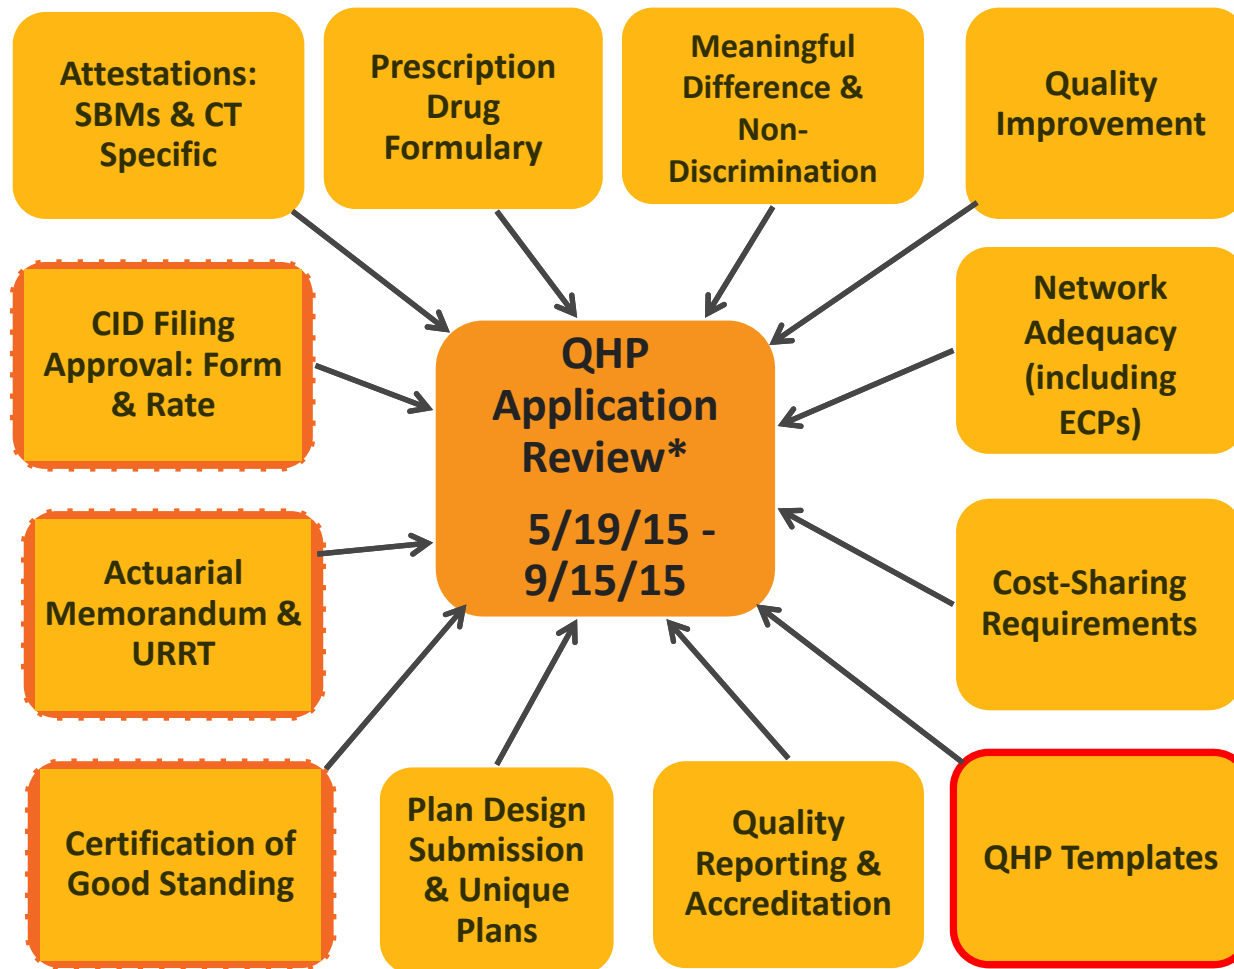 Attestations:
SBMs & CT
Specific
Prescription
Drug
Formulary
Meaningful
Difference &
Non-
Discrimination
Quality
Improvement
CID Filing
Approval: Form
& Rate
QHP
Application
Review*
5/19/15 -
9/15/15
Network
Adequacy
(including
ECPs)
Actuarial
Memorandum &
URRT
Cost-Sharing
Requirements
Certification of
Good Standing
Plan Design
Submission
& Unique
Plans
Quality
Reporting &
Accreditation
QHP Templates